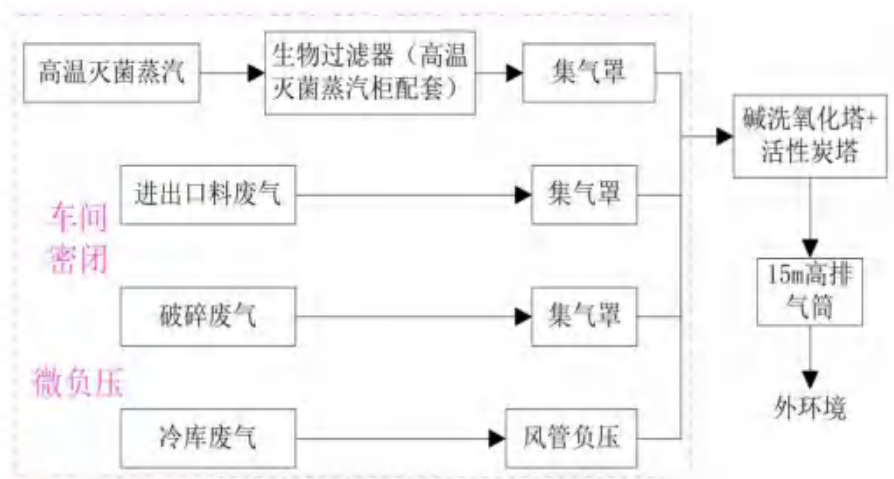 高温灭菌蒸汽
生物过滤器（高温
灭菌蒸汽柜配套）
集气罩
碱洗氧化塔+
活性炭塔
进出口料废气
集气罩
车间
密闭
15m高排
气筒
破碎废气
集气罩
微负压
外环境
冷库废气
风管负压